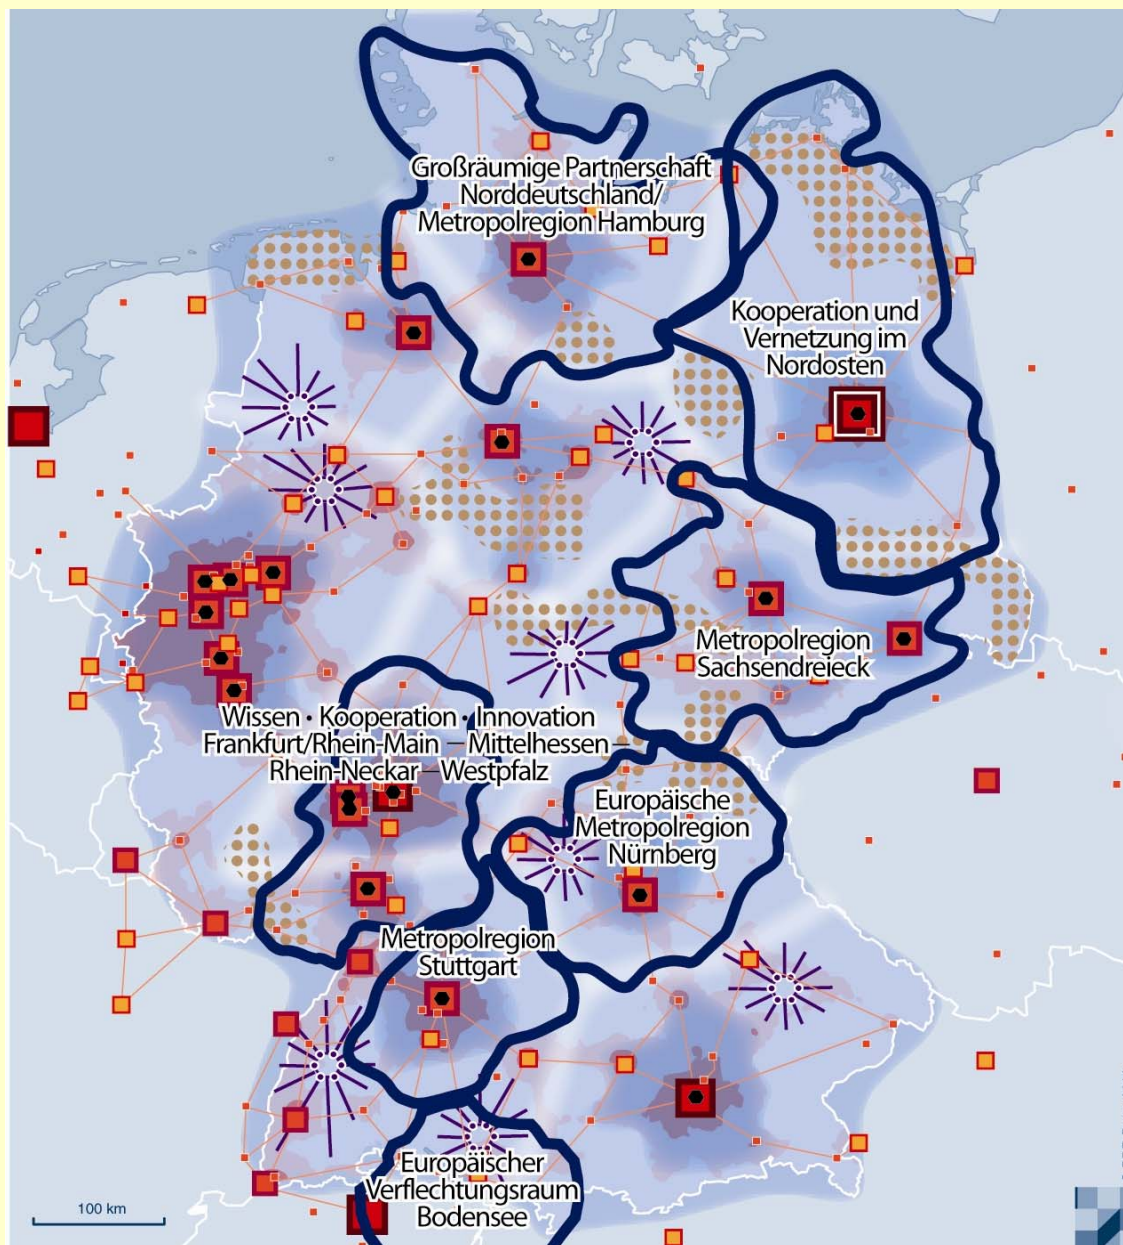 Großräumige Partnerschaft
Norddeutschland/
Metropolregion Hamburg
Kooperation und
Vernetzung im
Nordosten
Metropolregion
Sachsendreieck
Wissen · Kooperation · Innovation
Frankfurt/Rhein-Main – Mittelhessen –
Rhein-Neckar – Westpfalz
Europäische
Metropolregion
Nürnberg
Metropolregion
Stuttgart
Europäischer
Verflechtungsraum
Bodensee
100 km